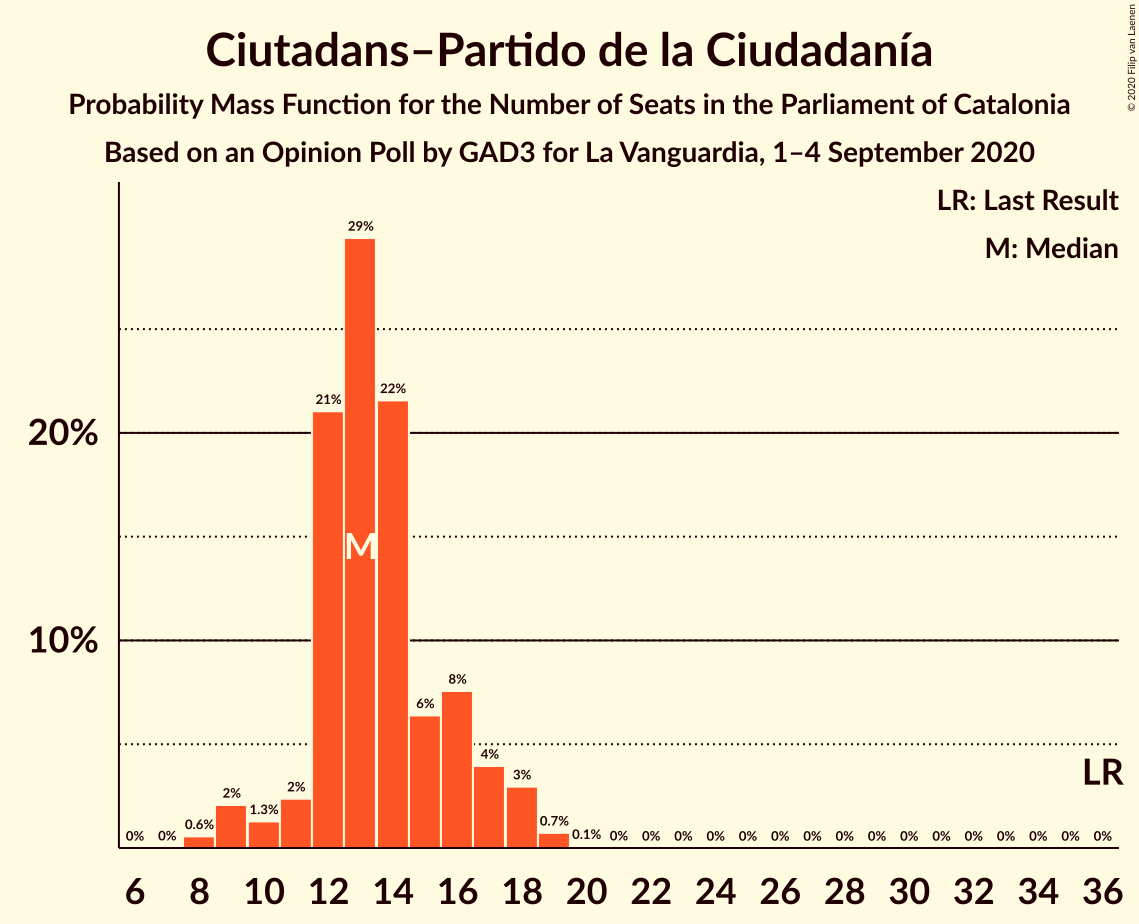 Ciutadans–Partido de la Ciudadanía
Probability Mass Function for the Number of Seats in the Parliament of Catalonia
Based on an Opinion Poll by GAD3 for La Vanguardia, 1–4 September 2020
© 2020 Filip van Laenen
LR: Last Result
M: Median
29%
22%
21%
20%
M
10%
8%
6%
4%
LR
3%
2%
2%
1.3%
0.6%
0.7%
0% 0% 0.1% 0% 0% 0% 0% 0% 0% 0% 0% 0% 0% 0% 0% 0% 0% 0% 0%
6 8 10 12 14 16 18 20 22 24 26 28 30 32 34 36